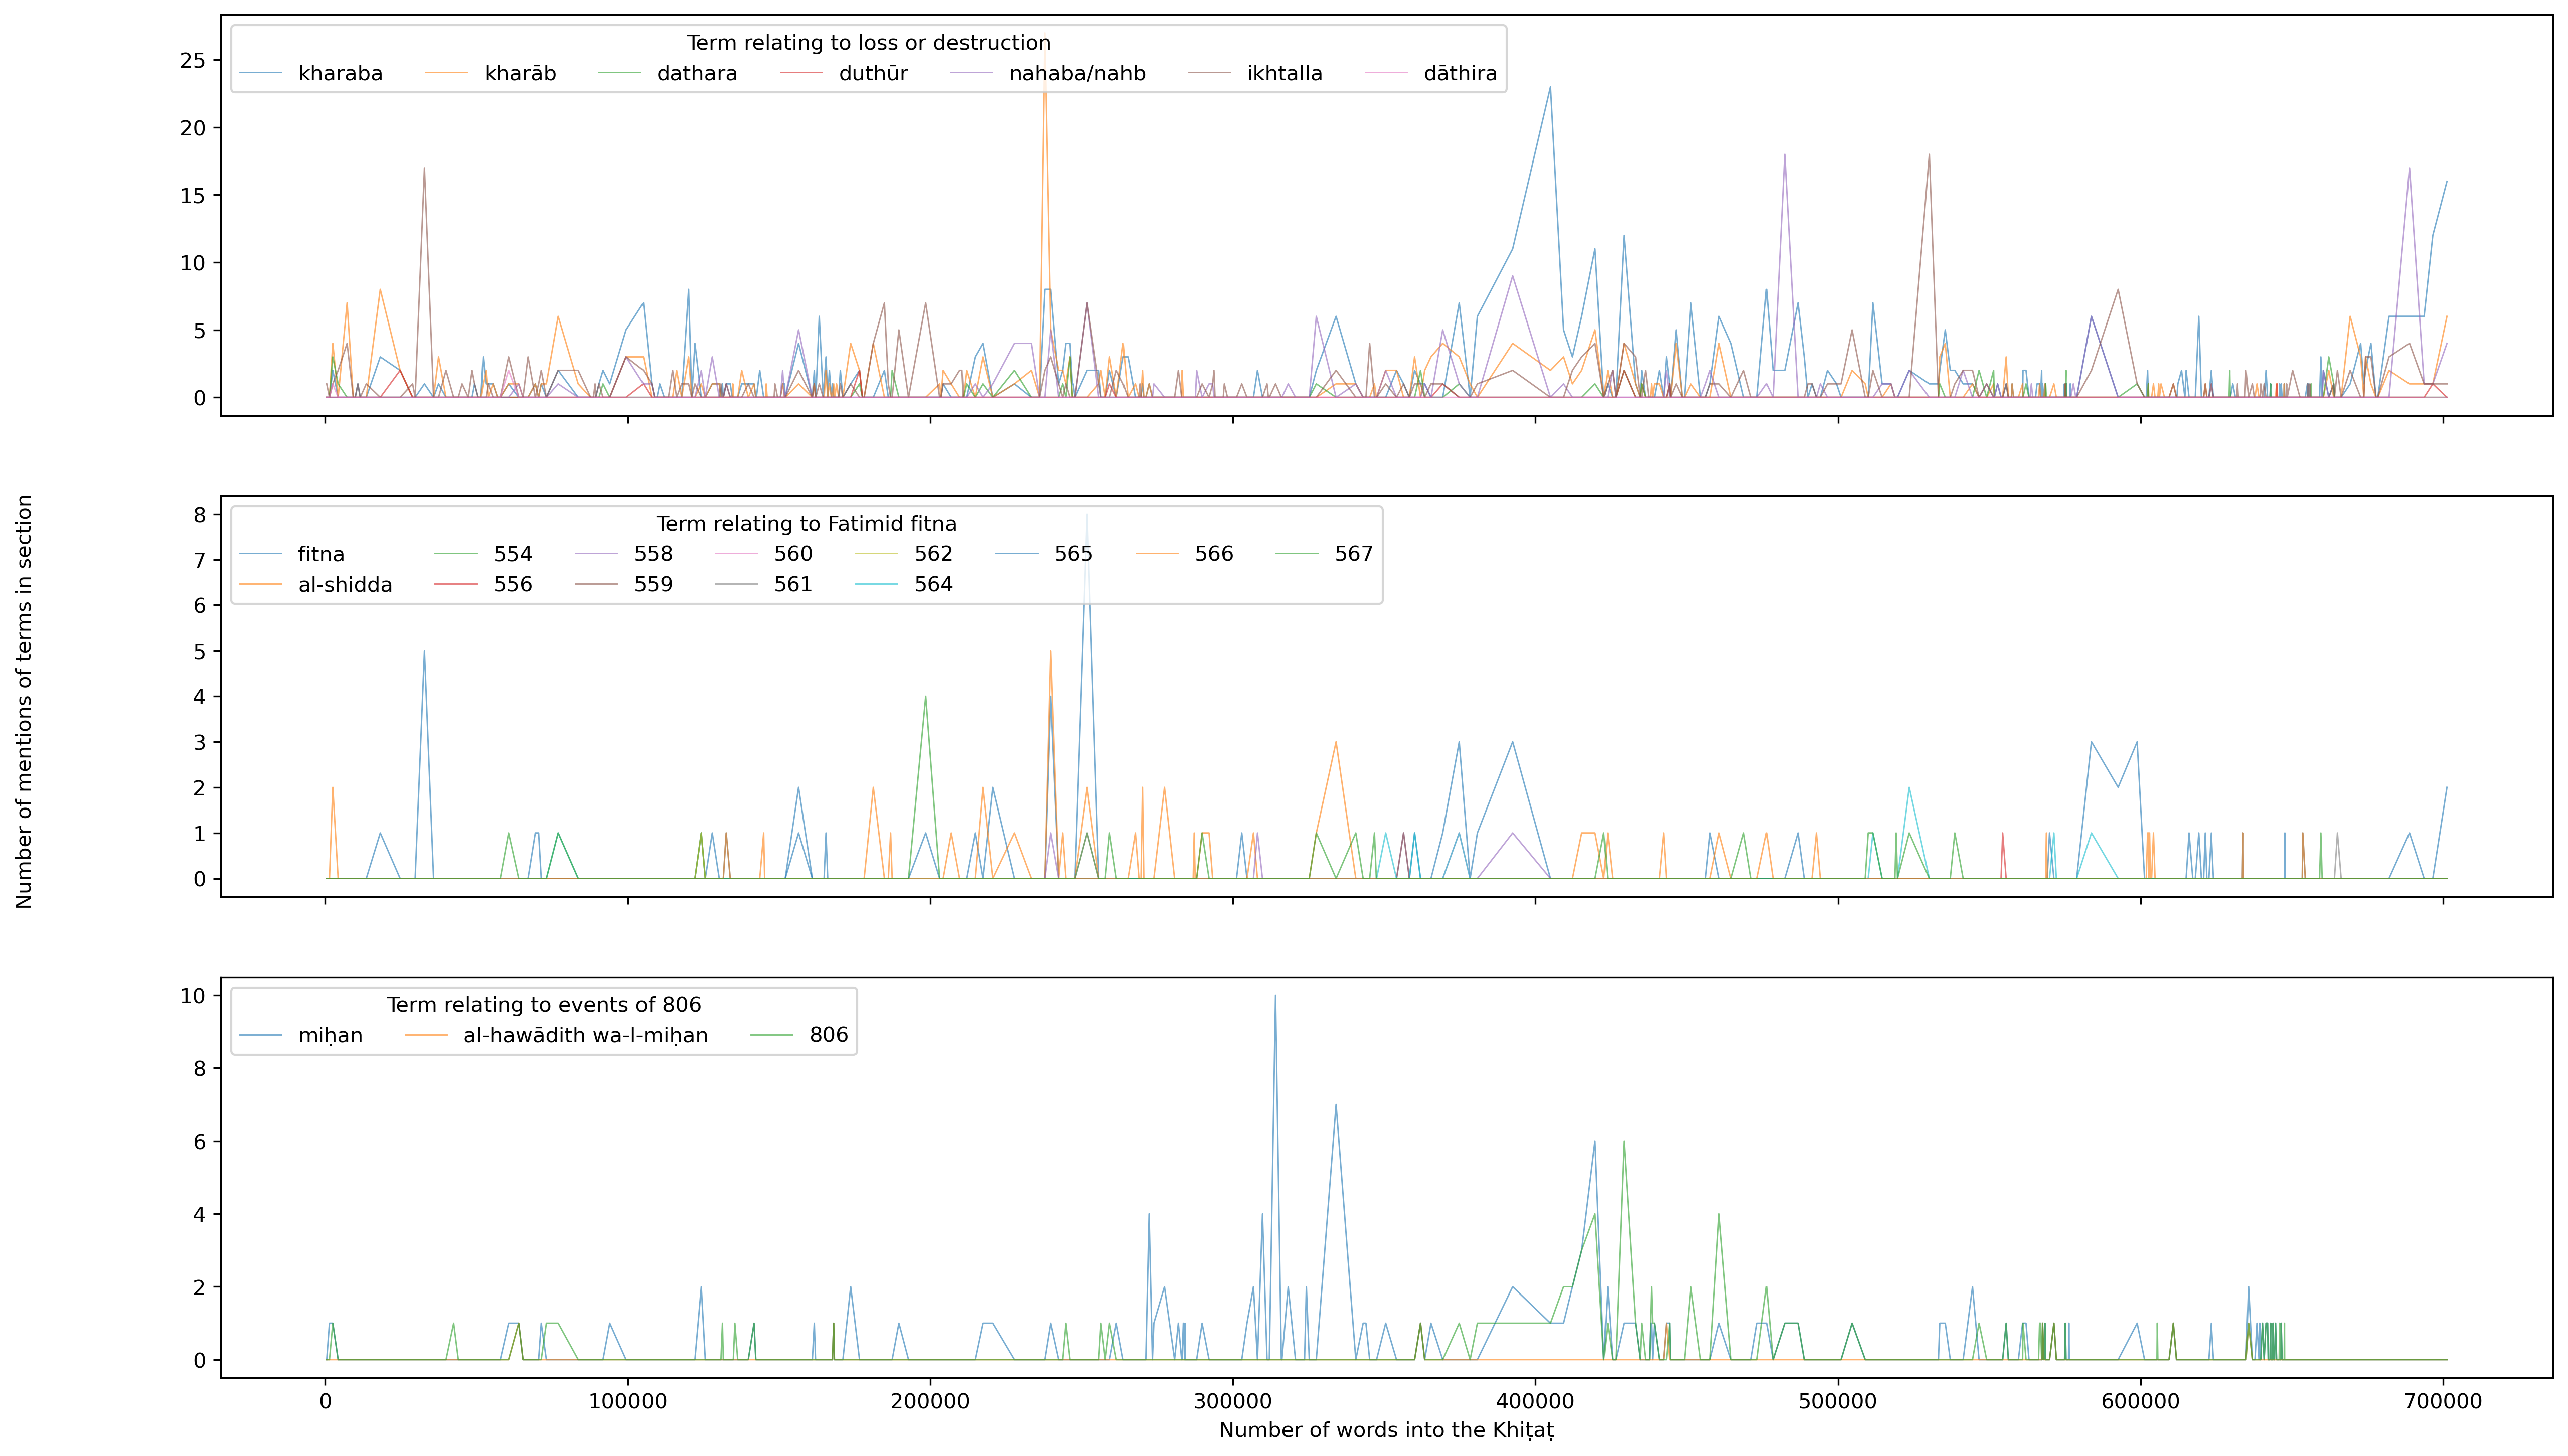 Term relating to loss or destruction
kharaba kharāb dathara duthūr nahaba/nahb ikhtalla dāthira
25
20
15
10
5
0
Number of mentions of terms in section
Term relating to Fatimid fitna
fitna 554 558 560 562 565 566 567
al-shidda 556 559 561 564
8
7
6
5
4
3
2
1
0
Term relating to events of 806
miḥan al-hawādith wa-l-miḥan 806
10
8
6
4
2
0
0 100000 200000 300000 400000 500000 600000 700000
Number of words into the Khiṭaṭ